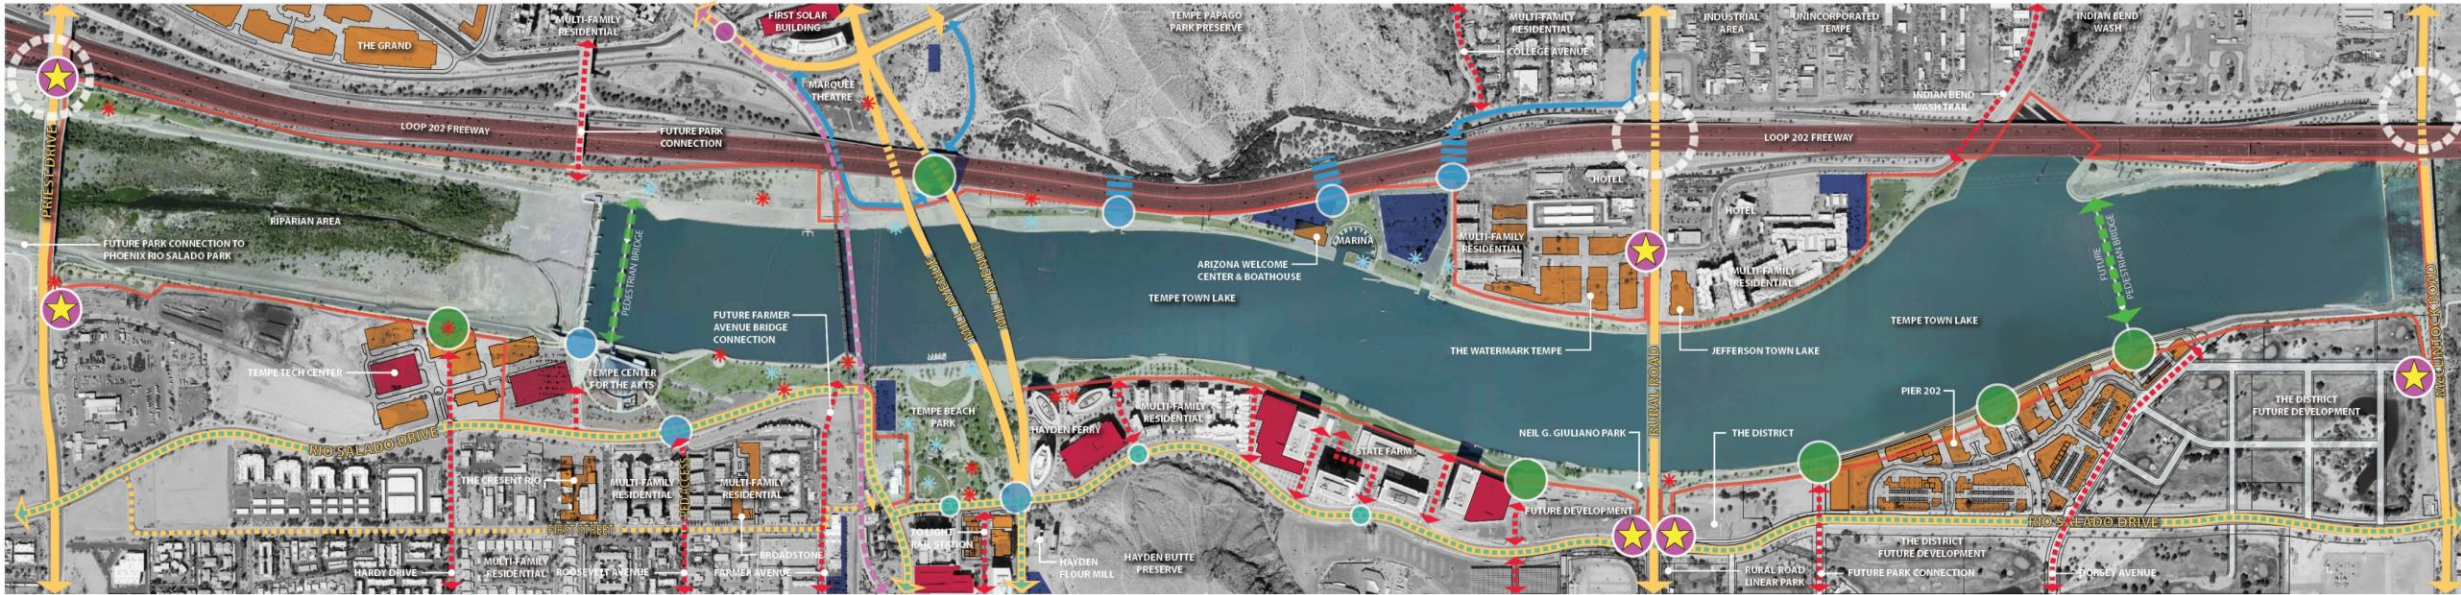 THE GRAND
MULTI-FAMILY
RESIDENTIAL
FIRST SOLAR
BUILDING
TEMPE PAPAGO
PARK PRESERVE
MULTI-FAMILY
RESIDENTIAL
COLLEGE AVENUE
INDUSTRIAL
AREA
UNINCORPORATED
TEMPE
INDIAN BEND
WASH
MARQUEE
THEATRE
INDIAN BEND
WASH TRAIL
PRIEST DRIVE
LOOP 202 FREEWAY
FUTURE PARK
CONNECTION
LOOP 202 FREEWAY
HOTEL
HOTEL
RIPARIAN AREA
FUTURE PARK CONNECTION TO
PHOENIX RIO SALADO PARK
PEDESTRIAN BRIDGE
MILL AVENUE
MILL AVENUE
MARINA
ARIZONA WELCOME
CENTER & BOATHOUSE
MULTI-FAMILY
RESIDENTIAL
MULTI-FAMILY
RESIDENTIAL
FUTURE
PEDESTRIAN BRIDGE
TEMPE TOWN LAKE
TEMPE TOWN LAKE
FUTURE FARMER
AVENUE BRIDGE
CONNECTION
THE WATERMARK TEMPE
JEFFERSON TOWN LAKE
RURAL ROAD
McCLINTOCK ROAD
TEMPE TECH CENTER
TEMPE CENTER
FOR THE ARTS
TEMPE BEACH
PARK
HAYDEN FERRY
MULTI-FAMILY
RESIDENTIAL
PIER 202
THE DISTRICT
FUTURE DEVELOPMENT
NEIL G. GIULIANO PARK
THE DISTRICT
RIO SALADO DRIVE
STATE FARM
THE CRESENT RIO
MULTI-FAMILY
RESIDENTIAL
PED ACCESS
MULTI-FAMILY
RESIDENTIAL
FIRST STREET
BROADSTONE
TO LIGHT
RAIL STATION
FUTURE DEVELOPMENT
RIO SALADO DRIVE
THE DISTRICT
FUTURE DEVELOPMENT
HARDY DRIVE
MULTI-FAMILY
RESIDENTIAL
ROOSEVELT AVENUE
FARMER AVENUE
HAYDEN
FLOUR MILL
HAYDEN BUTTE
PRESERVE
RURAL ROAD
LINEAR PARK
FUTURE PARK CONNECTION
DORSEY AVENUE